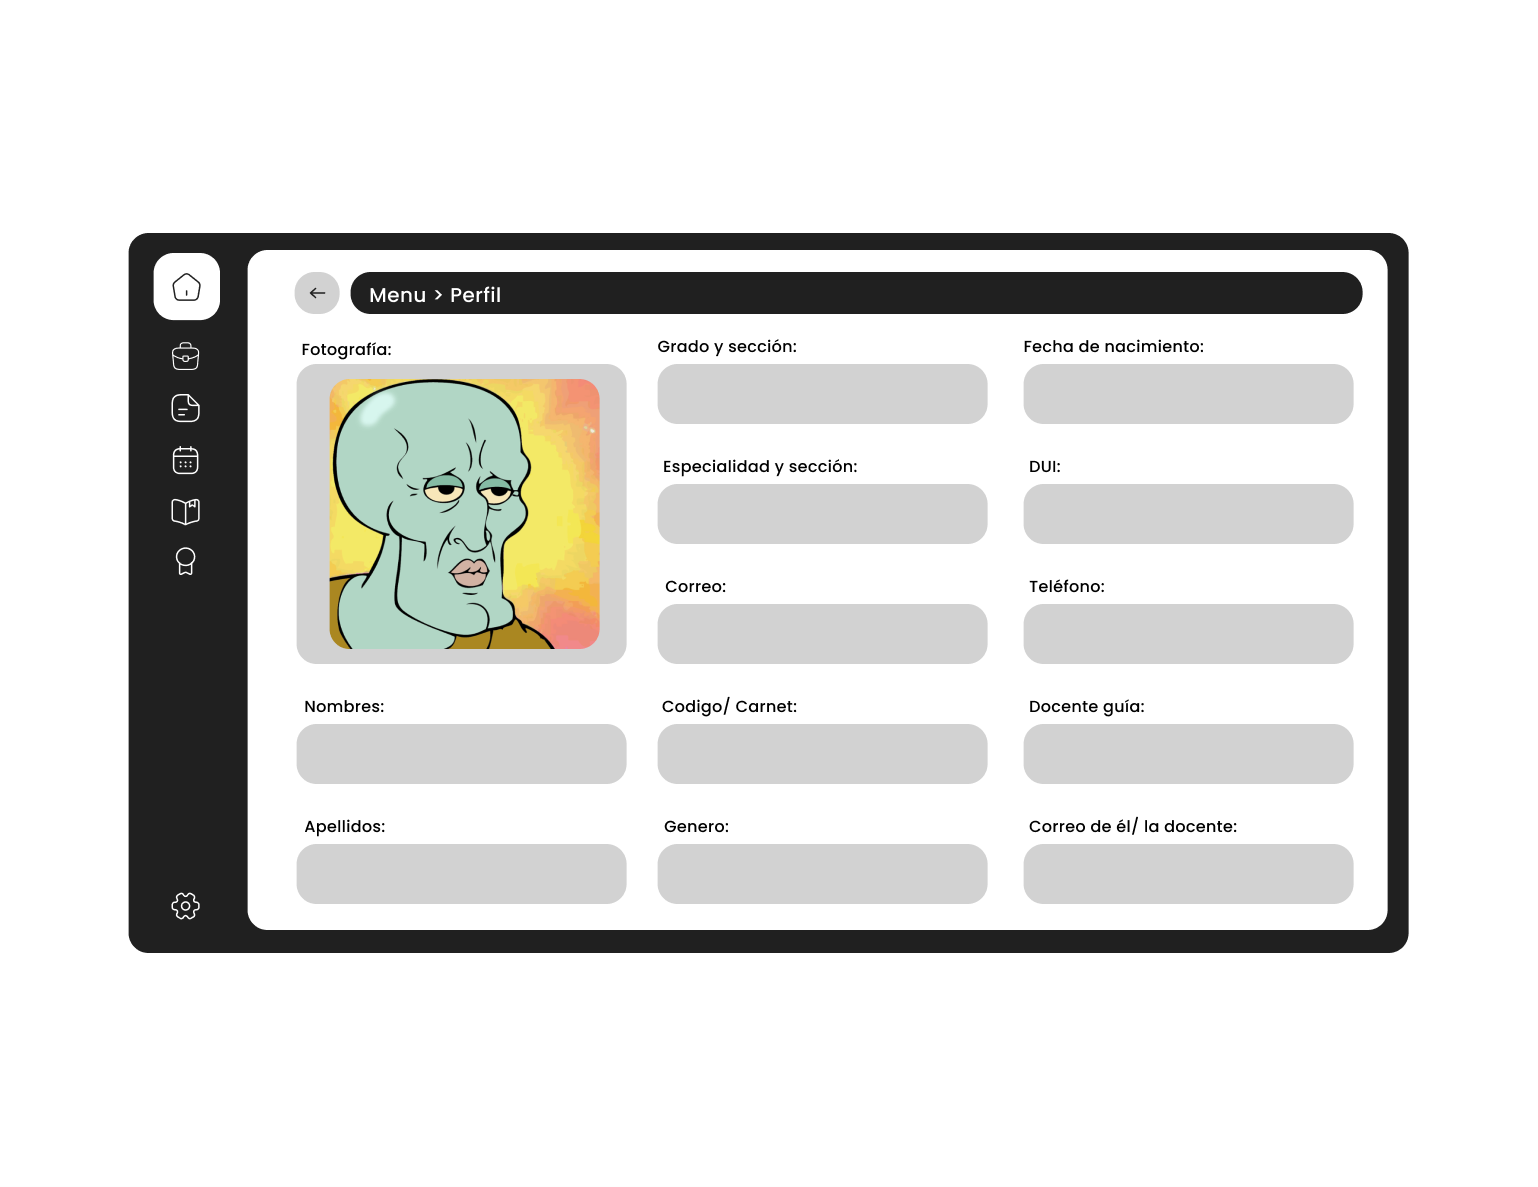 Menu > Perfil
Fotografía:
Grado y sección:
Fecha de nacimiento:
Especialidad y sección:
DUI:
Correo:
Teléfono:
Nombres:
Codigo/ Carnet:
Docente guía:
Apellidos:
Genero:
Correo de él/ la docente: